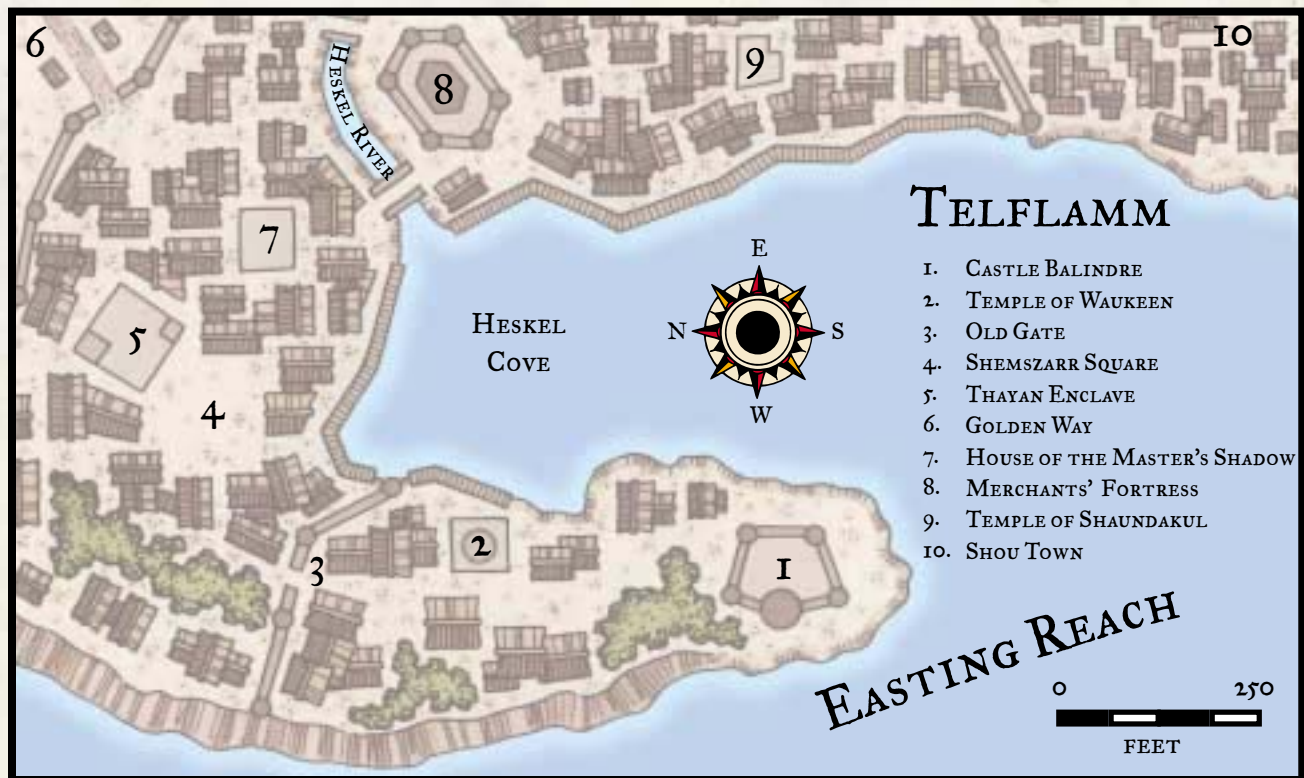 6
10
Heskel River
8
9
7
5
4
Heskel
Cove
E
N
S
W
Telflamm
1. Castle Balindre
2. Temple of Waukeen
3. Old Gate
4. Shemszarr Square
5. Thayan Enclave
6. Golden Way
7. House of the Master's Shadow
8. Merchants' Fortress
9. Temple of Shaundakul
10. Shou Town
2
3
1
Easting Reach
0 250
feet